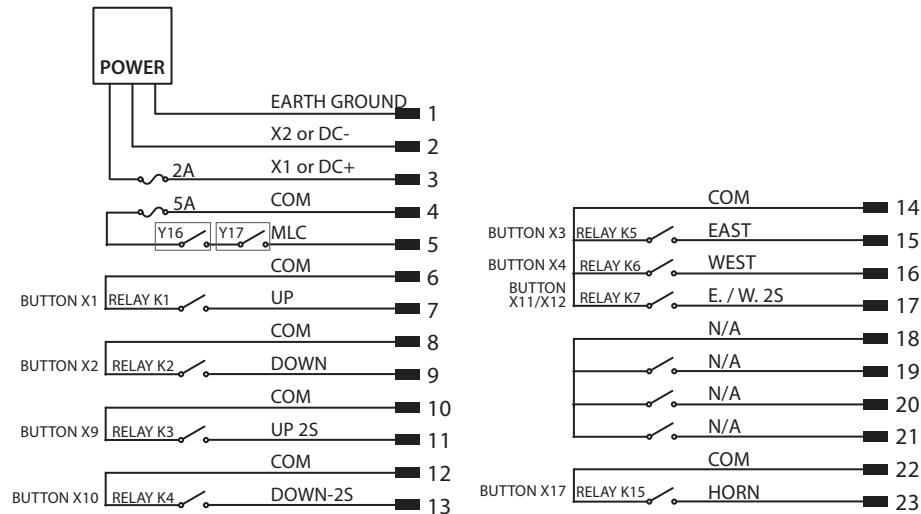 POWER
EARTH GROUND 1
X2 or DC- 2
2A X1 or DC+ 3
5A COM 4
Y16 Y17 MLC 5
COM 6
BUTTON X1 RELAY K1 UP 7
COM 8
BUTTON X2 RELAY K2 DOWN 9
COM 10
BUTTON X9 RELAY K3 UP 2S 11
COM 12
BUTTON X10 RELAY K4 DOWN-2S 13
COM 14
BUTTON X3 RELAY K5 EAST 15
BUTTON X4 RELAY K6 WEST 16
BUTTON
X11/X12 RELAY K7 E. / W. 2S 17
N/A 18
N/A 19
N/A 20
N/A 21
COM 22
BUTTON X17 RELAY K15 HORN 23